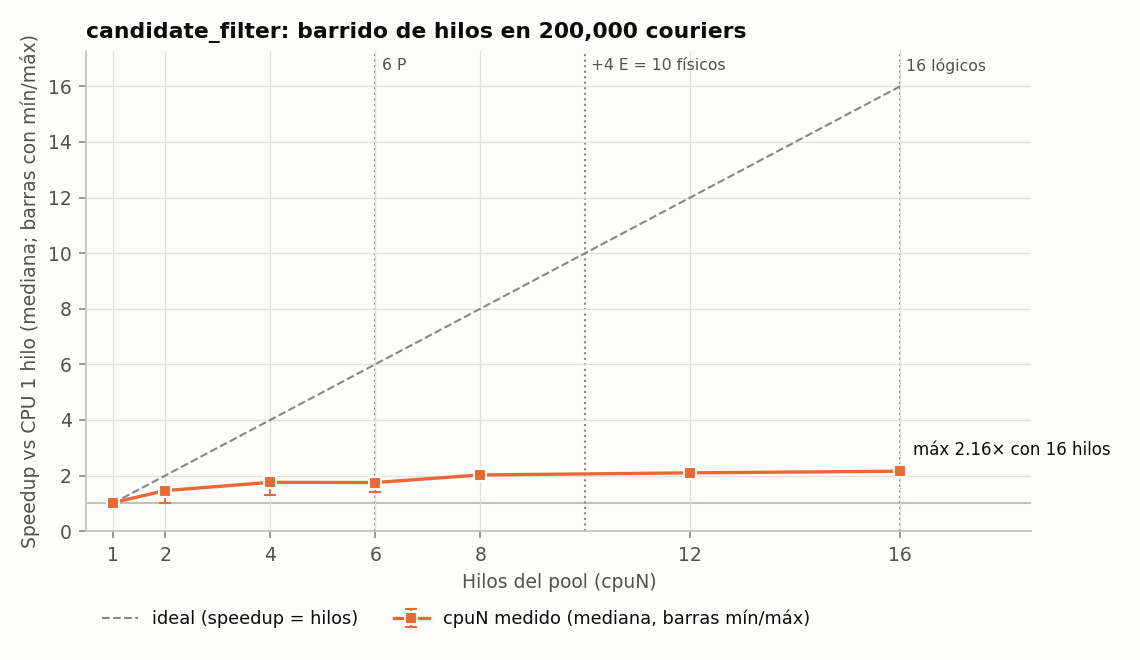 candidate_filter: barrido de hilos en 200,000 couriers
Speedup vs CPU 1 hilo (mediana; barras con mín/máx)
6 P
+4 E = 10 físicos
16 lógicos
16
14
12
10
8
6
4
2
0
máx 2.16× con 16 hilos
1 2 4 6 8 12 16
Hilos del pool (cpuN)
ideal (speedup = hilos)
cpuN medido (mediana, barras mín/máx)